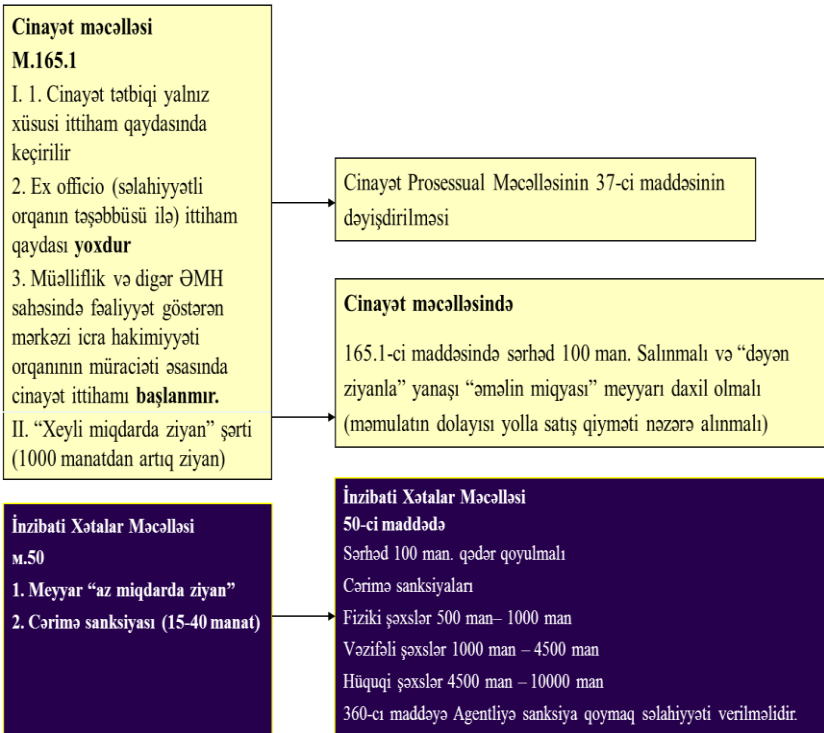 Cinayət məcəlləsi
M.165.1
I. 1. Cinayət tətbiqi yalnız
xüsusi ittiham qaydasında
keçirilir
2. Ex officio (səlahiyyətli
orqanın təşəbbüsü ilə) ittiham
qaydası yoxdur
3. Müəlliflik və digər ƏMH
sahəsində fəaliyyət göstərən
mərkəzi icra hakimiyyəti
orqanının müraciəti əsasında
cinayət ittihamı başlanmır.
II. “Xeyli miqdarda ziyan” şərti
(1000 manatdan artıq ziyan)
Cinayət Prosessual Məcəlləsinin 37-ci maddəsinin
dəyişdirilməsi
Cinayət məcəlləsində
165.1-ci maddəsində sərhəd 100 man. Salınmalı və “dəyən
ziyanla” yanaşı “əməlin miqyası” meyyarı daxil olmalı
(məmulatın dolayısı yolla satış qiyməti nəzərə alınmalı)
İnzibati Xətalar Məcəlləsi
м.50
1. Meyyar “az miqdarda ziyan”
2. Cərimə sanksiyası (15-40 manat)
İnzibati Xətalar Məcəlləsi
50-ci maddədə
Sərhəd 100 man. qədər qoyulmalı
Cərimə sanksiyaları
Fiziki şəxslər 500 man– 1000 man
Vəzifəli şəxslər 1000 man – 4500 man
Hüquqi şəxslər 4500 man – 10000 man
360-cı maddəyə Agentliyə sanksiya qoymaq səlahiyyəti verilməlidir.